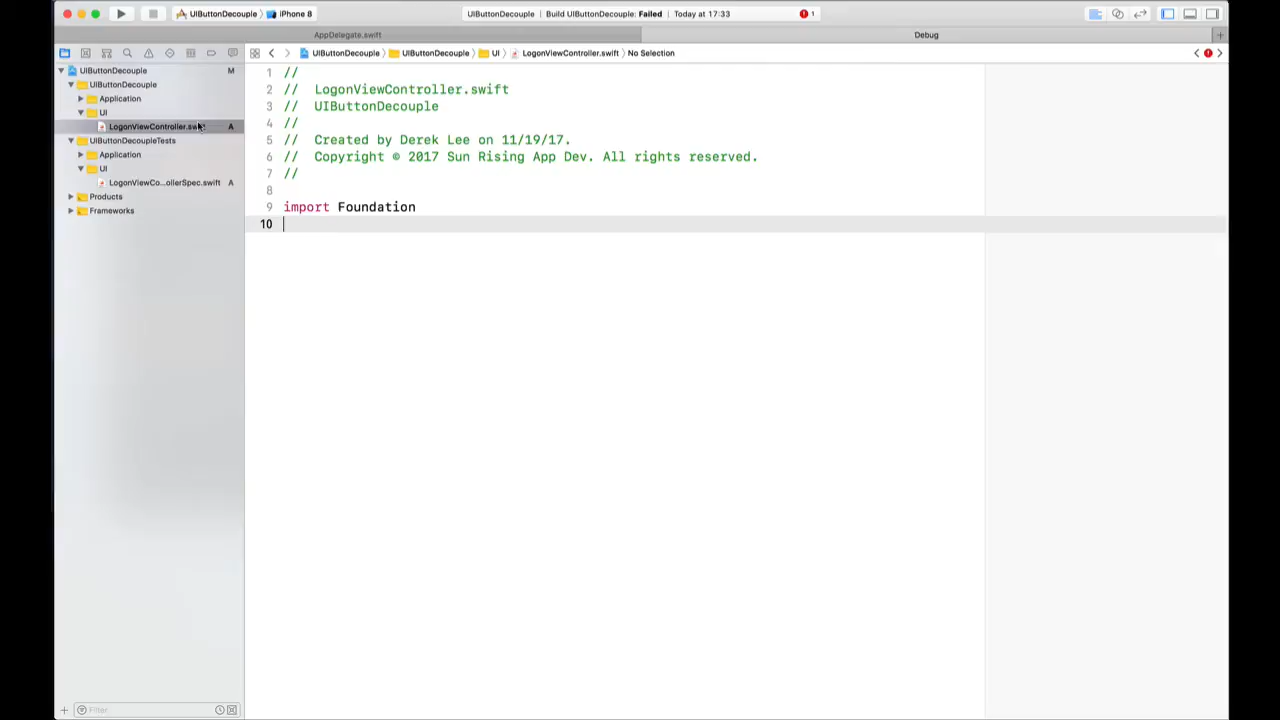 UIButtonDecouple 〉 iPhone 8
UIButtonDecouple | Build UIButtonDecouple: Failed | Today at 17:33
1
AppDelegate.swift
Debug
UIButtonDecouple 〉 UIButtonDecouple 〉 UI 〉 LogonViewController.swift 〉 No Selection
UIButtonDecouple M
UIButtonDecouple
Application
UI
LogonViewController.swift A
UIButtonDecoupleTests
Application
UI
LogonViewCo...ollerSpec.swift A
Products
Frameworks
1 //
2 //  LogonViewController.swift
3 //  UIButtonDecouple
4 //
5 //  Created by Derek Lee on 11/19/17.
6 //  Copyright © 2017 Sun Rising App Dev. All rights reserved.
7 //
8
9 import Foundation
10
Filter